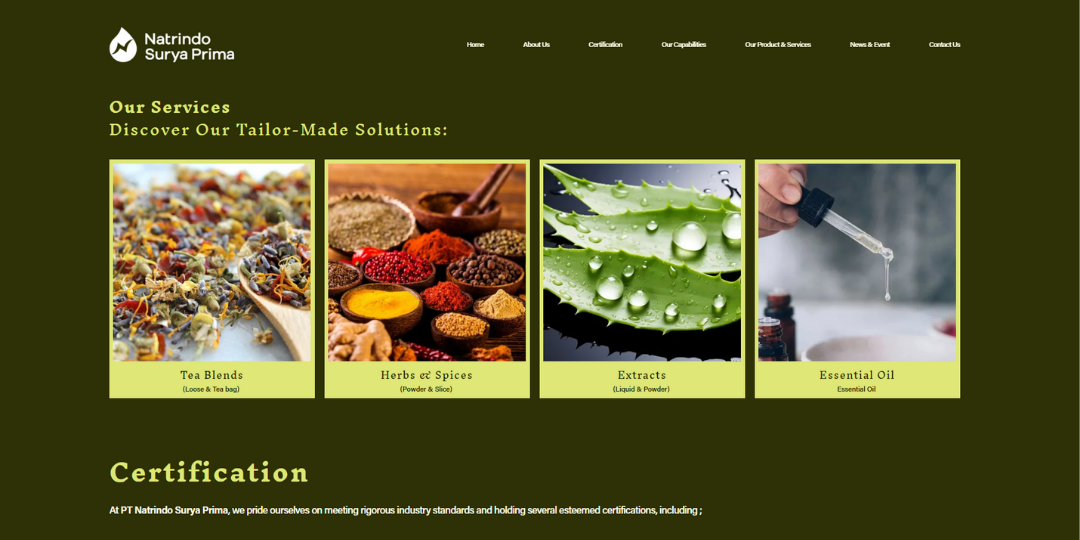 Natrindo
Surya Prima
Home
About Us
Certification
Our Capabilities
Our Product & Services
News & Event
Contact Us
Our Services
Discover Our Tailor-Made Solutions:
Tea Blends
(Loose & Tea bag)
Herbs & Spices
(Powder & Slice)
Extracts
(Liquid & Powder)
Essential Oil
Essential Oil
Certification
At PT Natrindo Surya Prima, we pride ourselves on meeting rigorous industry standards and holding several esteemed certifications, including ;